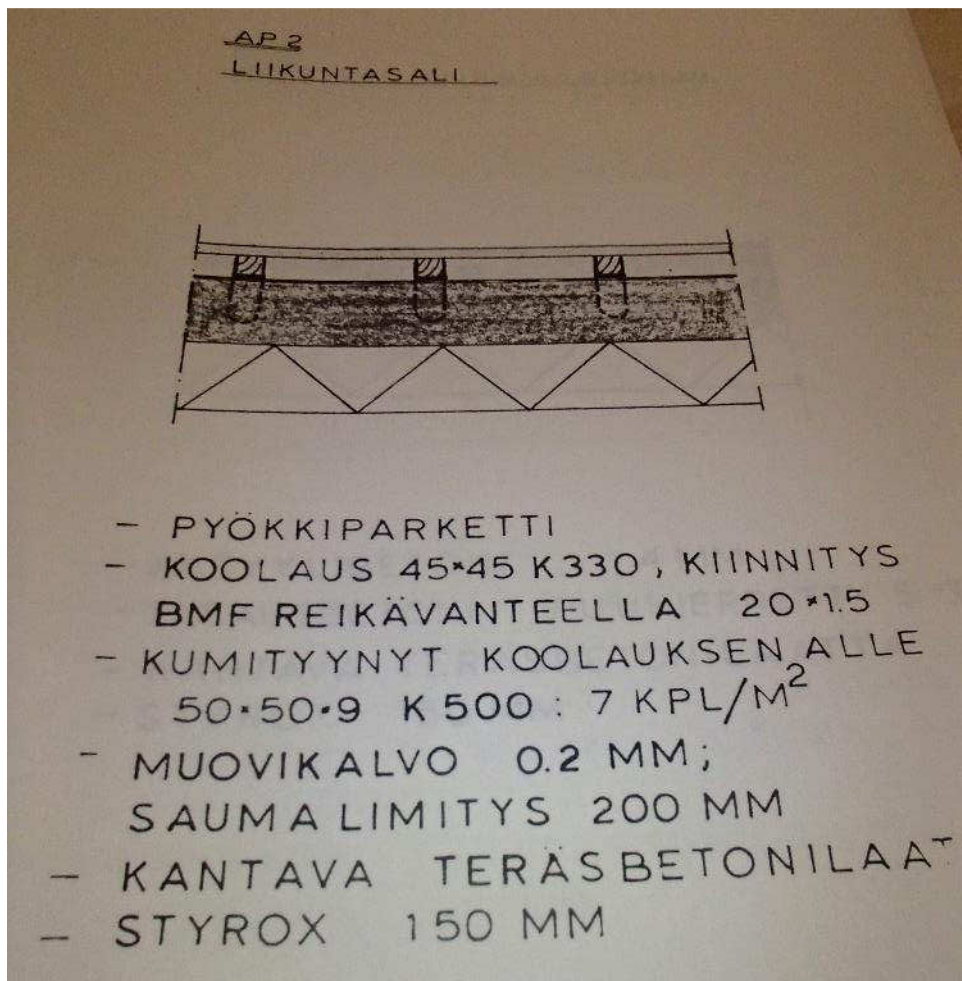 AP 2
LIIKUNTASALI
- PYÖKKIPARKETTI
- KOOLAUS 45*45 K330, KIINNITYS
BMF REIKÄVANTEELLA 20*1.5
- KUMITYYNYT KOOLAUKSEN ALLE
50·50·9 K500 : 7 KPL/M²
- MUOVIKALVO 0.2 MM;
SAUMALIMITYS 200 MM
- KANTAVA TERÄSBETONILAAT
- STYROX 150 MM